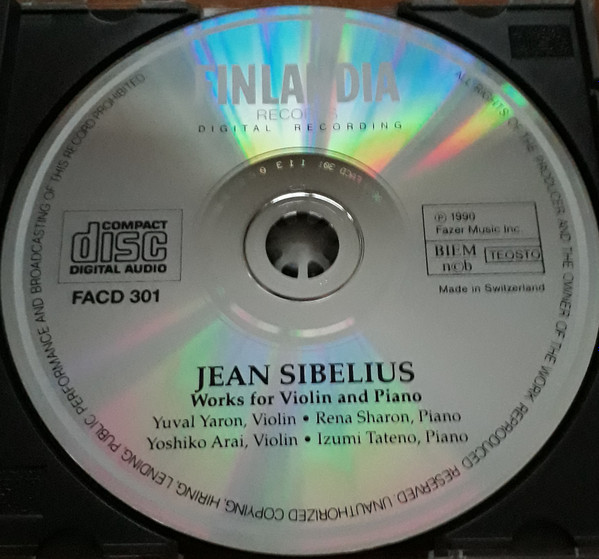 FINLANDIA
RECORDS
DIGITAL RECORDING
ALL RIGHTS OF THE PRODUCER AND THE OWNER OF THE WORK REPRODUCED RESERVED. UNAUTHORIZED COPYING, HIRING, LENDING, PUBLIC PERFORMANCE AND BROADCASTING OF THIS RECORD PROHIBITED
COMPACT
disc
DIGITAL AUDIO
FACD 301
℗ 1990
Fazer Music Inc.
BIEM
n©b
TEOSTO
Made in Switzerland
JEAN SIBELIUS
Works for Violin and Piano
Yuval Yaron, Violin • Rena Sharon, Piano
Yoshiko Arai, Violin • Izumi Tateno, Piano